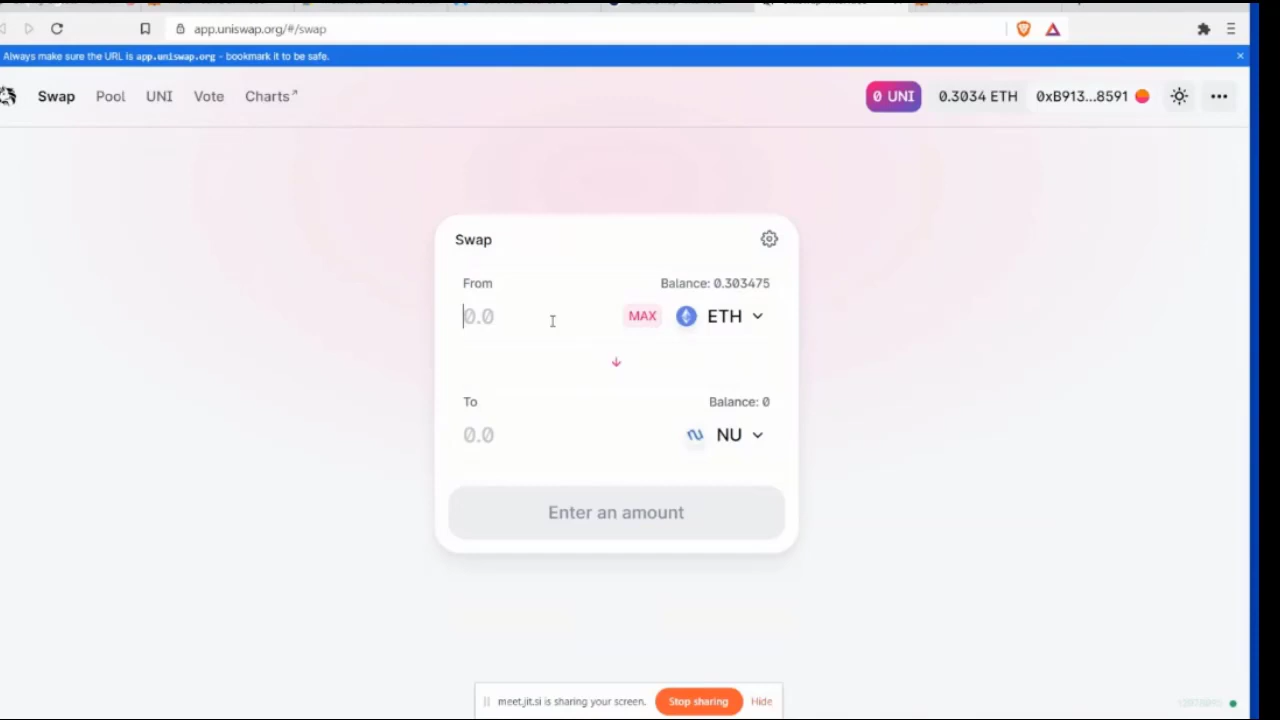 app.uniswap.org/#/swap
Always make sure the URL is app.uniswap.org - bookmark it to be safe.
Swap Pool UNI Vote Charts↗ 0 UNI 0.3034 ETH 0xB913...8591 •••
Swap
From Balance: 0.303475
0.0 MAX ETH
To Balance: 0
0.0 NU
Enter an amount
meet.jit.si is sharing your screen. Stop sharing Hide